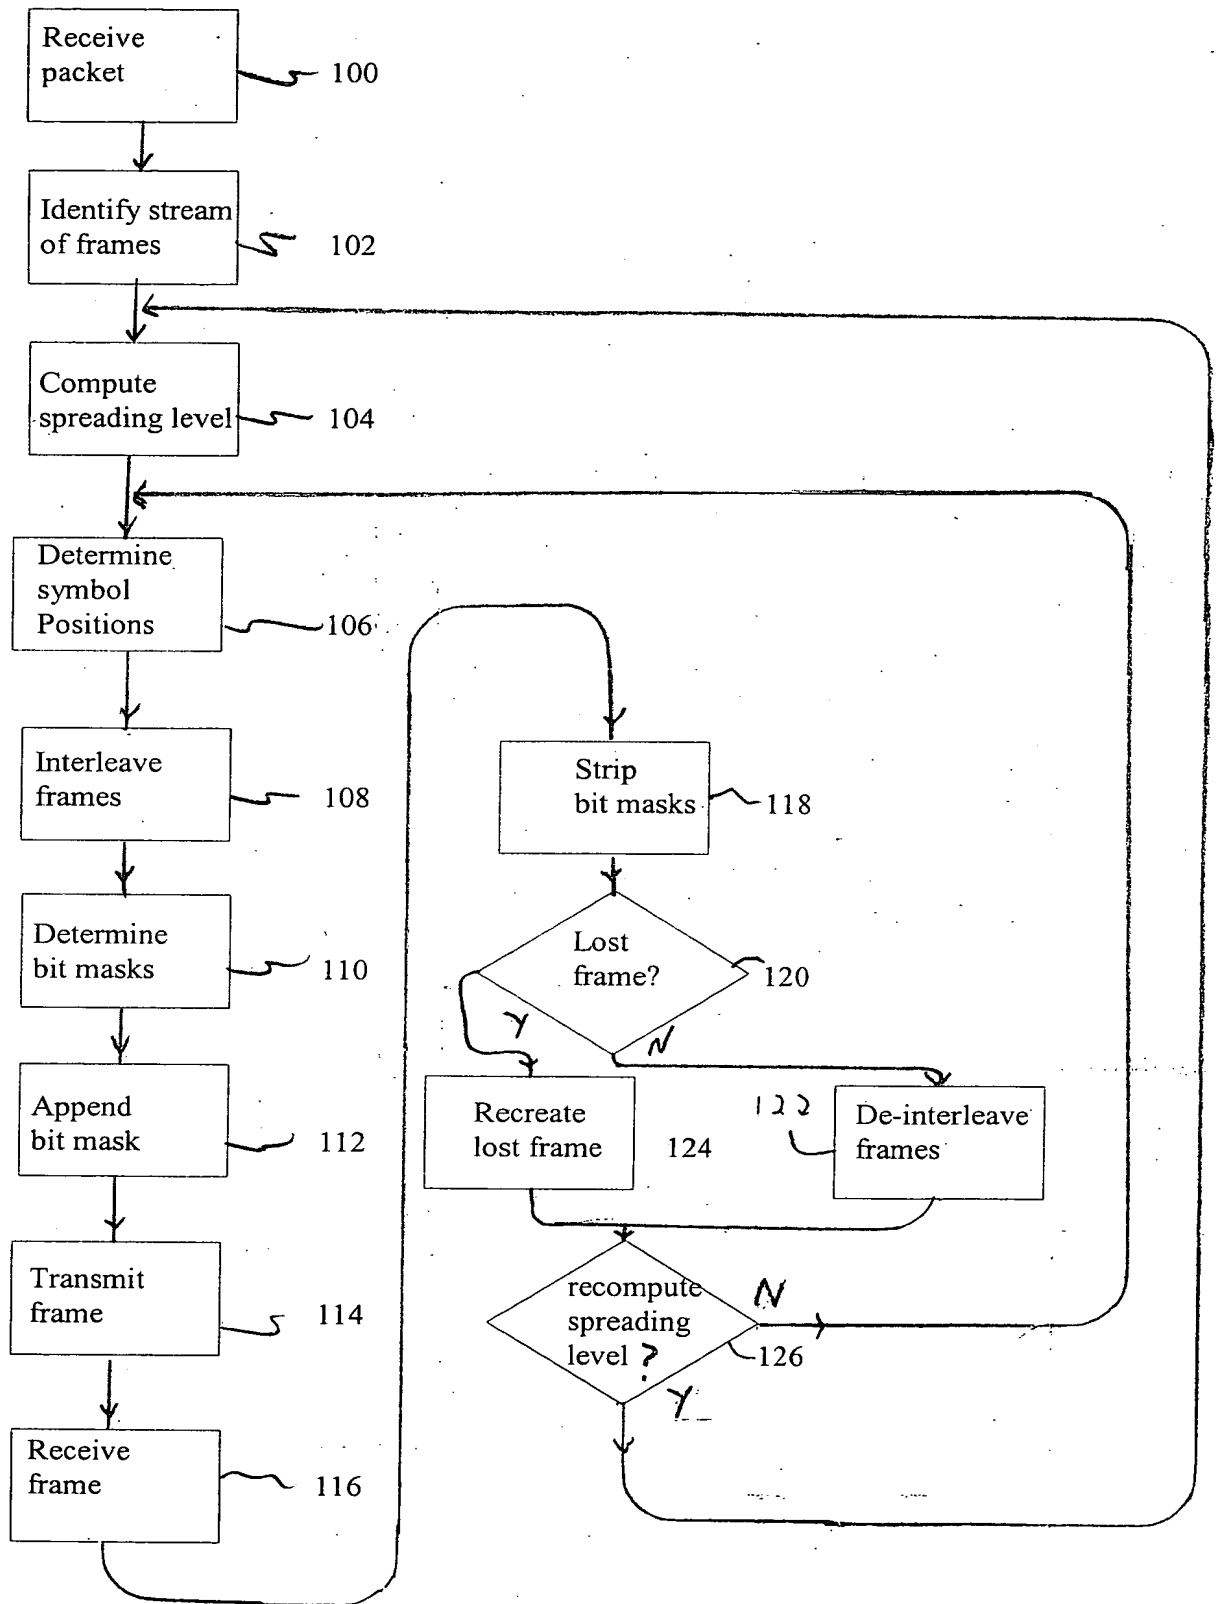 Receive
packet
100
Identify stream
of frames
102
Compute
spreading level
104
Determine
symbol
Positions
106
Interleave
frames
108
Determine
bit masks
110
Append
bit mask
112
Transmit
frame
114
Receive
frame
116
Strip
bit masks
118
Lost
frame?
120
Y
N
Recreate
lost frame
124
122
De-interleave
frames
recompute
spreading
level ?
N
126
Y